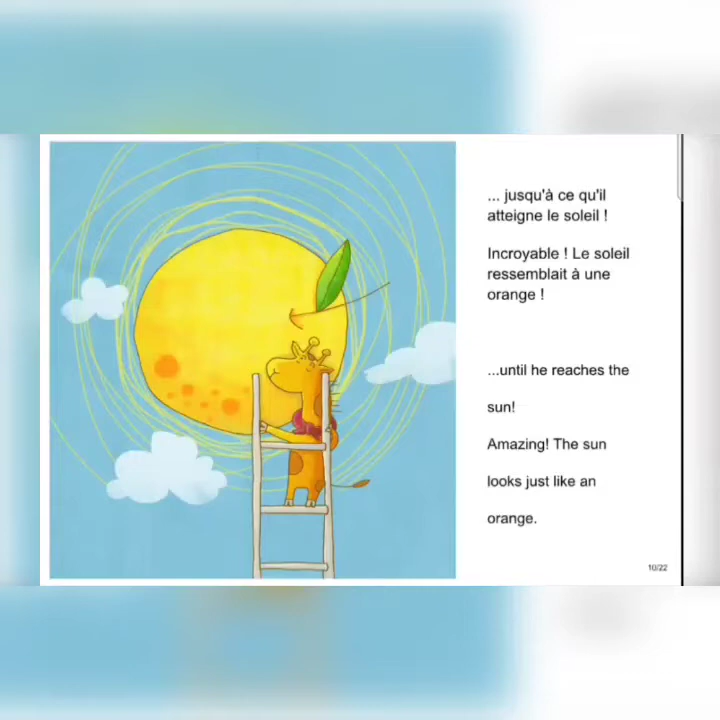 ... jusqu'à ce qu'il
atteigne le soleil !
Incroyable ! Le soleil
ressemblait à une
orange !
...until he reaches the
sun!
Amazing! The sun
looks just like an
orange.
10/22